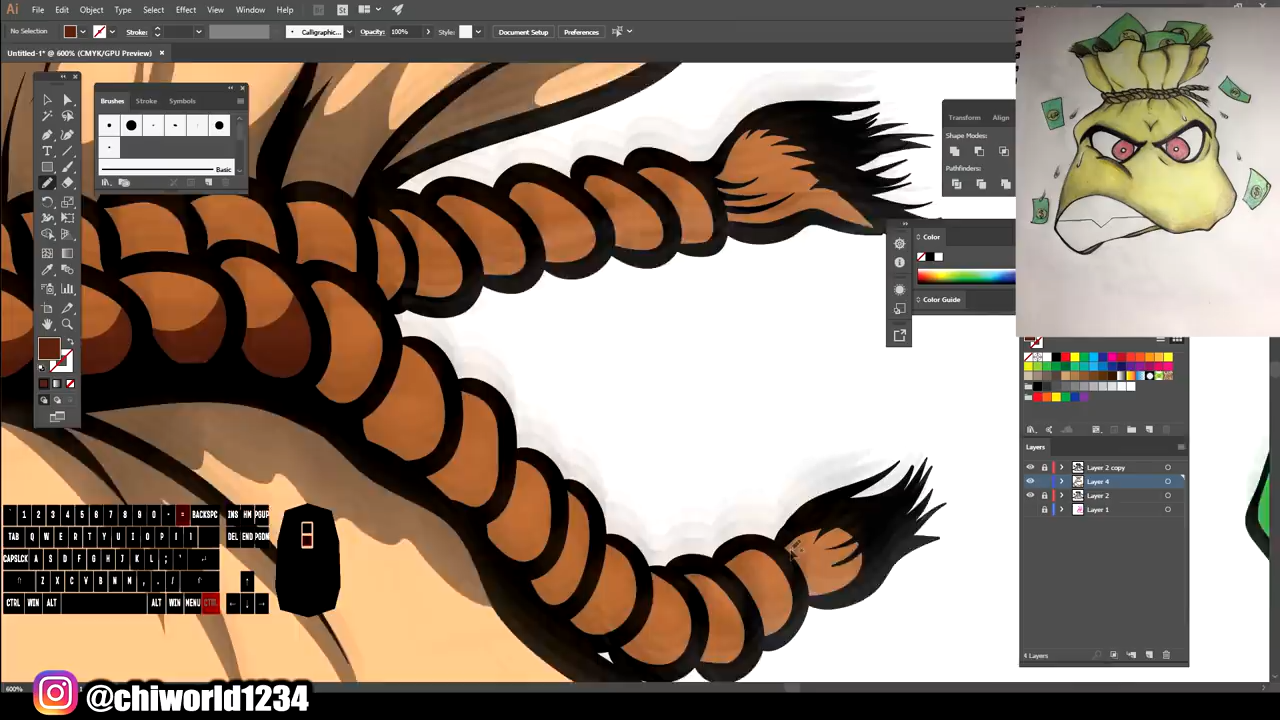 Ai File Edit Object Type Select Effect View Window Help Br St
No Selection Stroke: Calligraphic... Opacity: 100% Style: Document Setup Preferences
Untitled-1* @ 600% (CMYK/GPU Preview) ×
Brushes Stroke Symbols
Basic
Transform Align
Shape Modes:
Pathfinders:
Color
Color Guide
Layers
Layer 2 copy
Layer 4
Layer 2
Layer 1
4 Layers
1 2 3 4 5 6 7 8 9 0 - = BACKSPC INS HM PGUP
TAB Q W E R T Y U I O P [ ] \ DEL END PGDN
CAPSLCK A S D F G H J K L ; '
Z X C V B N M , . /
CTRL WIN ALT ALT WIN MENU CTRL
600%
@chiworld1234